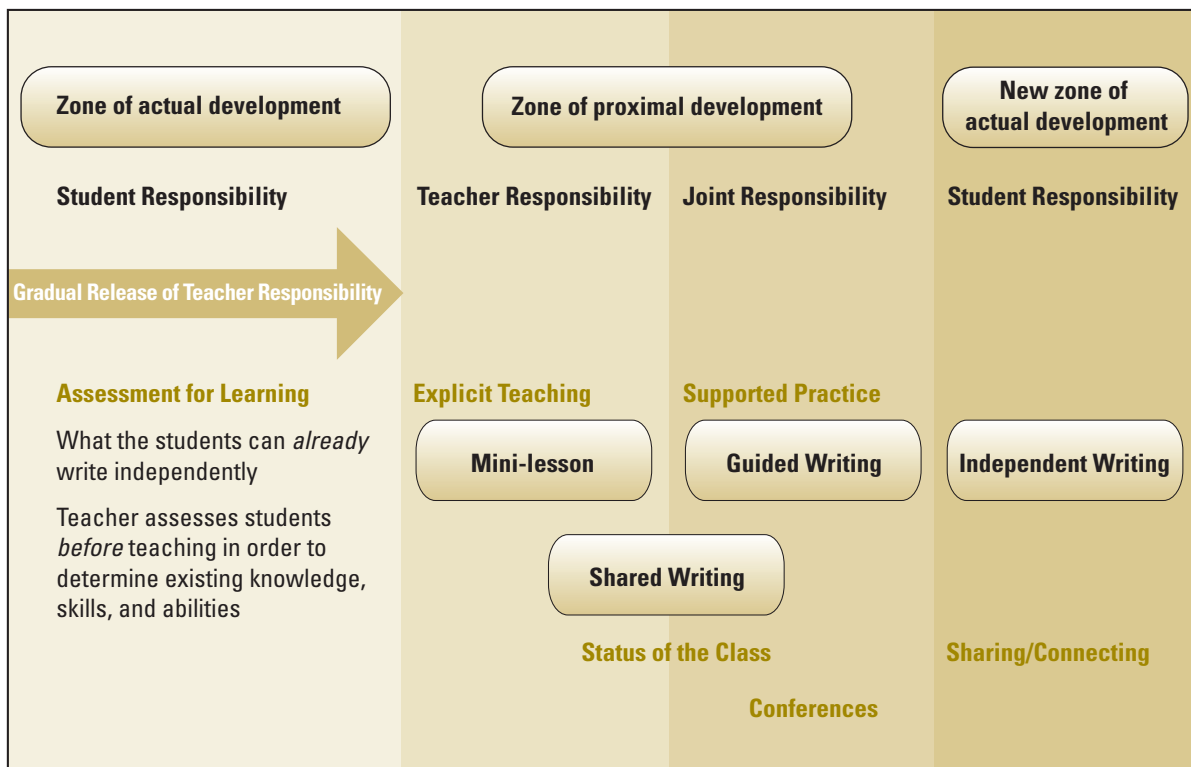 Zone of actual development
Zone of proximal development
New zone of
actual development
Student Responsibility
Teacher Responsibility
Joint Responsibility
Student Responsibility
Gradual Release of Teacher Responsibility
Assessment for Learning
What the students can already
write independently
Teacher assesses students
before teaching in order to
determine existing knowledge,
skills, and abilities
Explicit Teaching
Mini-lesson
Supported Practice
Guided Writing
Independent Writing
Shared Writing
Status of the Class
Sharing/Connecting
Conferences